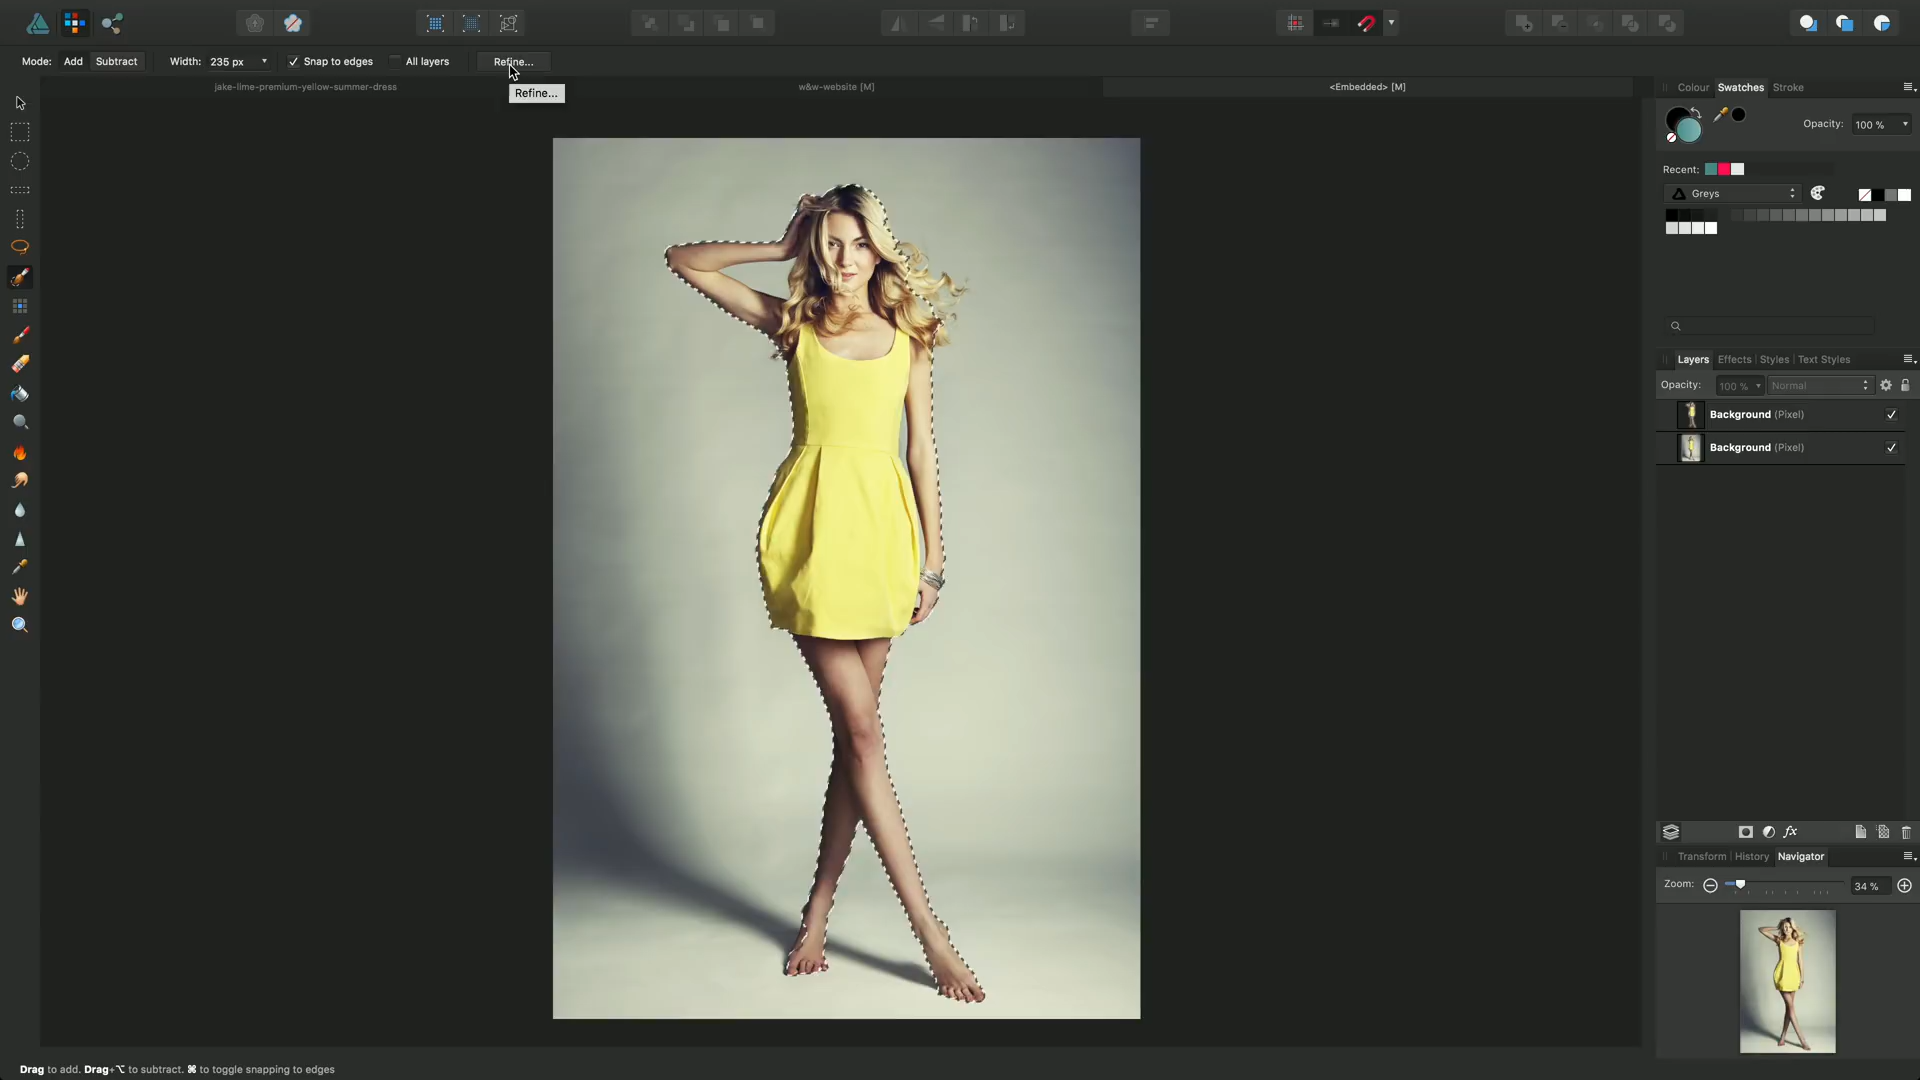 Mode: Add Subtract Width: 235 px Snap to edges All layers Refine...
Refine...
jake-lime-premium-yellow-summer-dress w&w-website [M] <Embedded> [M]
Colour Swatches Stroke
Opacity: 100 %
Recent:
Greys
Layers Effects Styles Text Styles
Opacity: 100 % Normal
Background (Pixel)
Background (Pixel)
fx
Transform History Navigator
Zoom: 34 %
Drag to add. Drag+⌥ to subtract. ⌘ to toggle snapping to edges